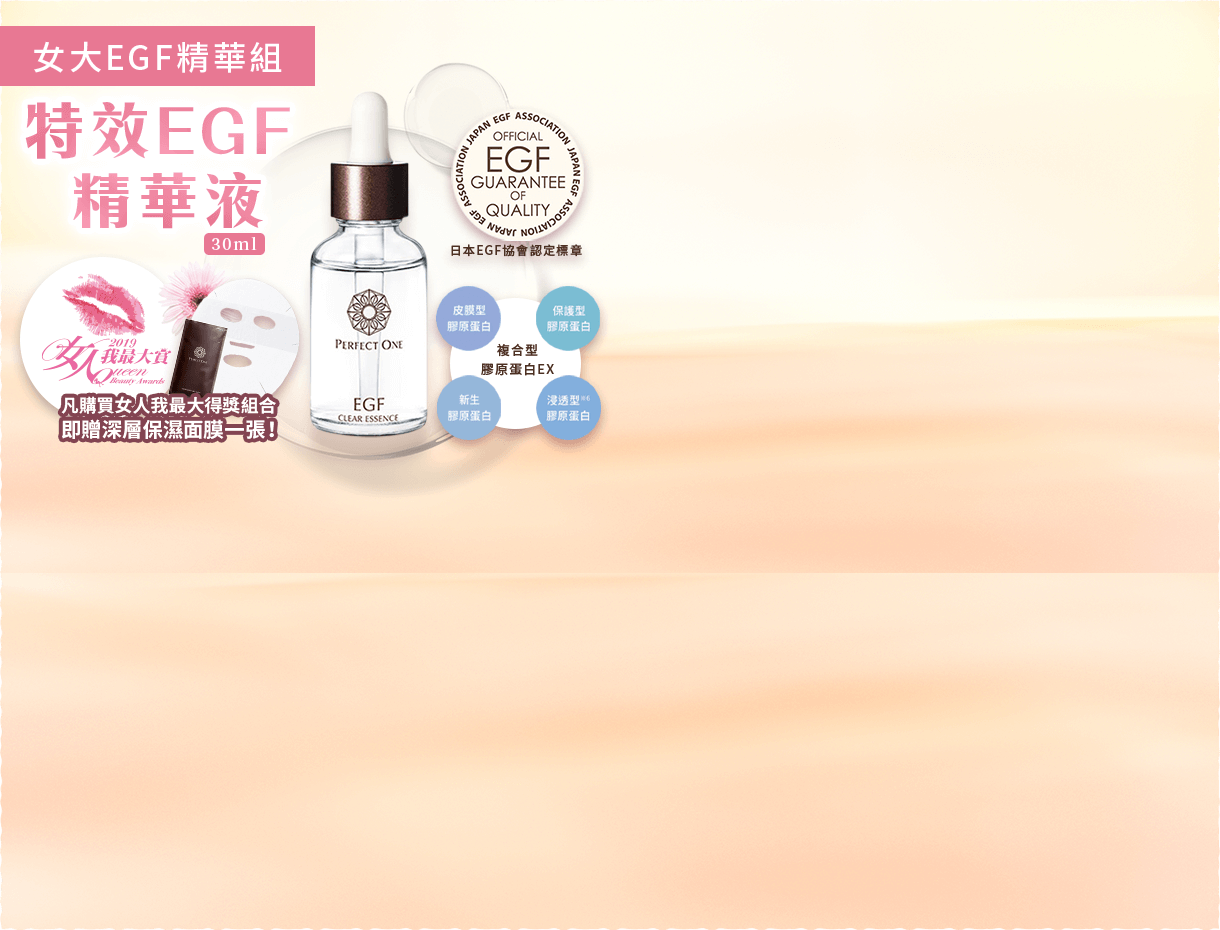 女大EGF精華組
特效EGF
精華液
30ml
JAPAN EGF ASSOCIATION JAPAN EGF ASSOCIATION JAPAN EGF ASSOCIATION
OFFICIAL
EGF
GUARANTEE
OF
QUALITY
日本EGF協會認定標章
PERFECT ONE
EGF
CLEAR ESSENCE
皮膜型
膠原蛋白
保護型
膠原蛋白
複合型
膠原蛋白EX
新生
膠原蛋白
浸透型
膠原蛋白
2019
女人我最大賞
Queen
Beauty Awards
凡購買女人我最大得獎組合
即贈深層保濕面膜一張!